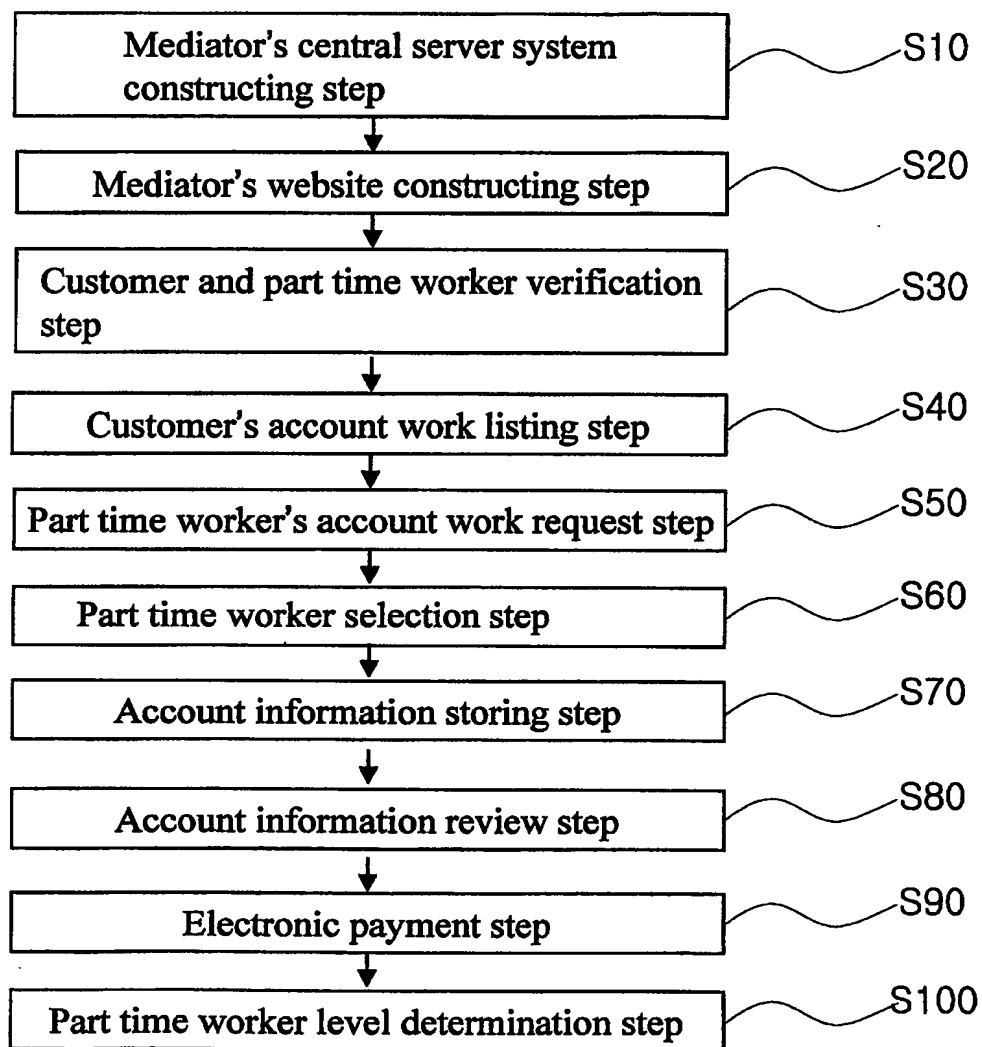 Mediator's central server system
constructing step
S10
Mediator's website constructing step
S20
Customer and part time worker verification
step
S30
Customer's account work listing step
S40
Part time worker's account work request step
S50
Part time worker selection step
S60
Account information storing step
S70
Account information review step
S80
Electronic payment step
S90
Part time worker level determination step
S100